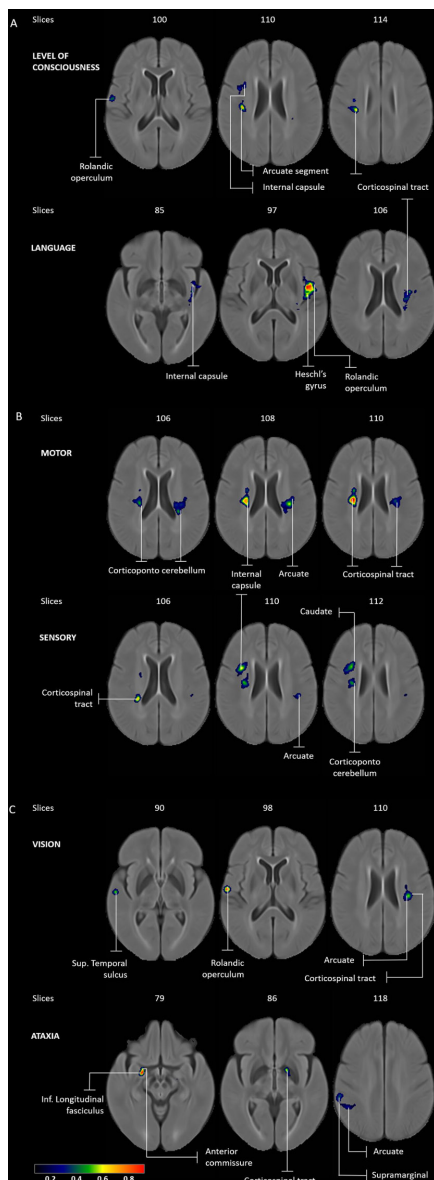 A
Slices 100 110 114
LEVEL OF
CONSCIOUSNESS
Rolandic
operculum
Arcuate segment
Internal capsule
Corticospinal tract
Slices 85 97 106
LANGUAGE
Internal capsule
Heschl's
gyrus
Rolandic
operculum
B
Slices 106 108 110
MOTOR
Corticoponto cerebellum
Internal
capsule
Arcuate
Corticospinal tract
Slices 106 110 112
Caudate
SENSORY
Corticospinal
tract
Arcuate
Corticoponto
cerebellum
C
Slices 90 98 110
VISION
Sup. Temporal
sulcus
Rolandic
operculum
Arcuate
Corticospinal tract
Slices 79 86 118
ATAXIA
Inf. Longitudinal
fasciculus
Anterior
commissure
Corticospinal tract
Arcuate
Supramarginal
0.2 0.4 0.6 0.8